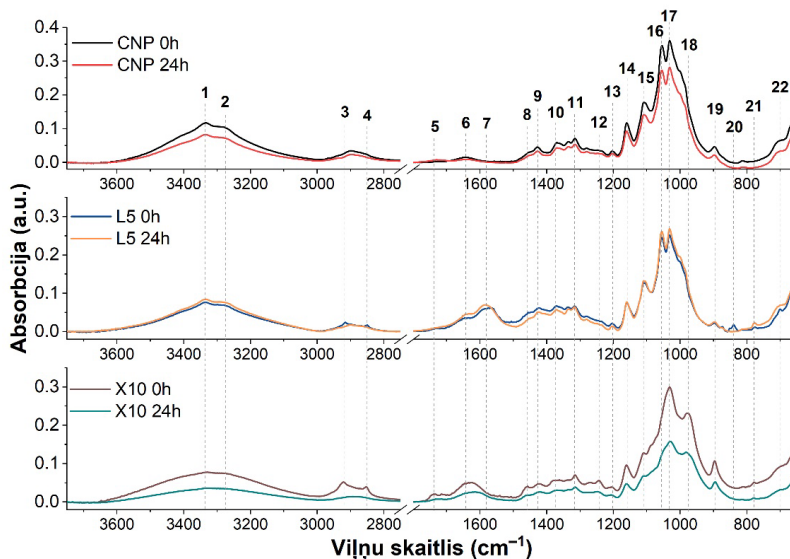 Absorbcija (a.u.)
0.4
0.3
0.2
0.1
0.0
CNP 0h
CNP 24h
1 2 3 4 5 6 7 8 9 10 11 12 13 14 15 16 17 18 19 20 21 22
3600 3400 3200 3000 2800 1600 1400 1200 1000 800
0.3
0.2
0.1
0.0
L5 0h
L5 24h
3600 3400 3200 3000 2800 1600 1400 1200 1000 800
0.3
0.2
0.1
0.0
X10 0h
X10 24h
3600 3400 3200 3000 2800 1600 1400 1200 1000 800
Viļņu skaitlis (cm⁻¹)